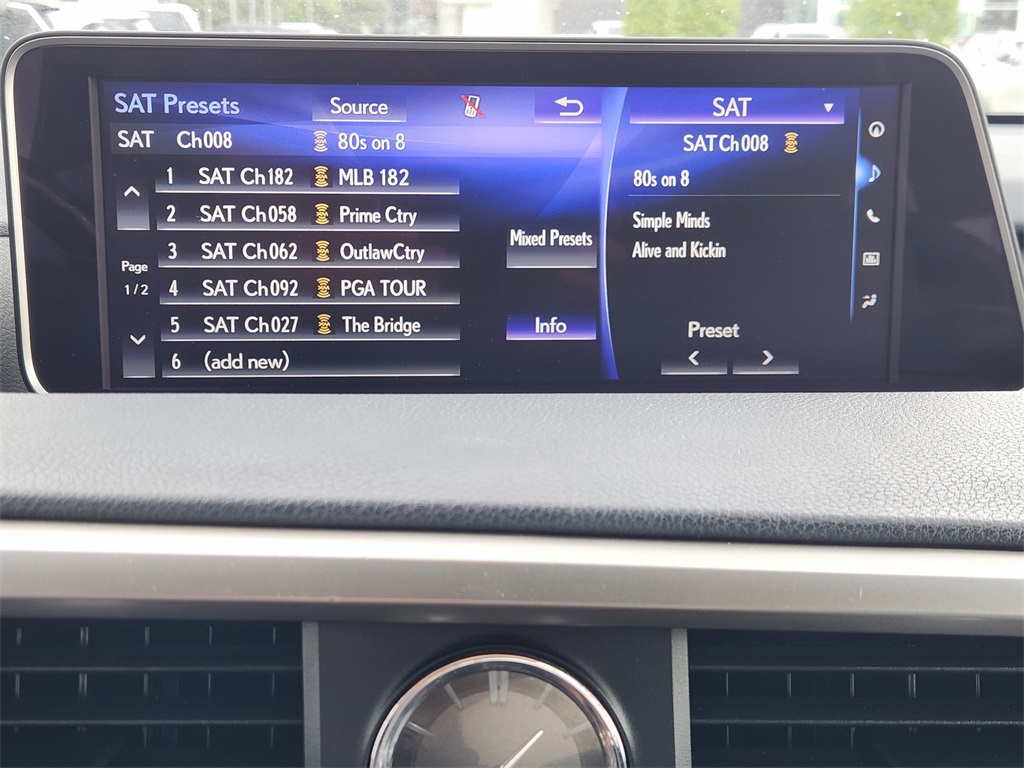 SAT Presets Source
SAT Ch008 80s on 8
1 SAT Ch182 MLB 182
2 SAT Ch058 Prime Ctry
3 SAT Ch062 OutlawCtry
4 SAT Ch092 PGA TOUR
5 SAT Ch027 The Bridge
6 (add new)
Page
1/2
Mixed Presets
Info
SAT
SAT Ch008
80s on 8
Simple Minds
Alive and Kickin
Preset